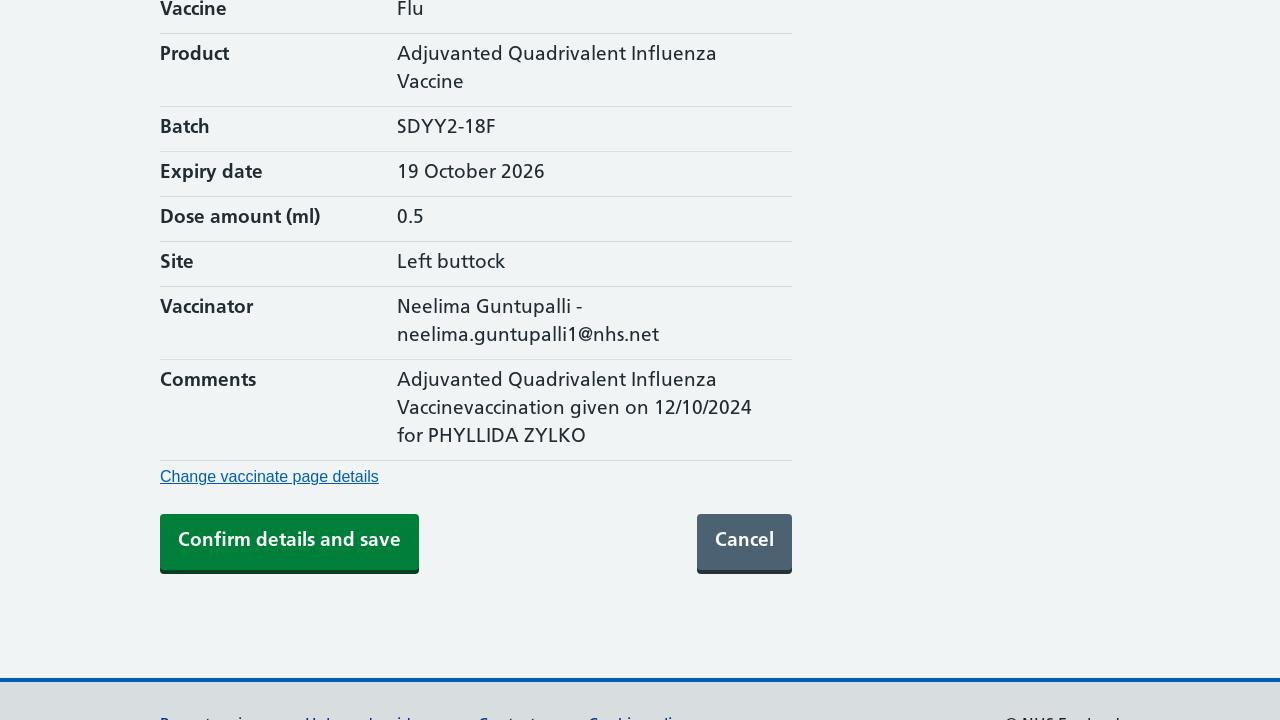 Vaccine Flu
Product Adjuvanted Quadrivalent Influenza
Vaccine
Batch SDYY2-18F
Expiry date 19 October 2026
Dose amount (ml) 0.5
Site Left buttock
Vaccinator Neelima Guntupalli -
neelima.guntupalli1@nhs.net
Comments Adjuvanted Quadrivalent Influenza
Vaccinevaccination given on 12/10/2024
for PHYLLIDA ZYLKO
Change vaccinate page details
Confirm details and save Cancel